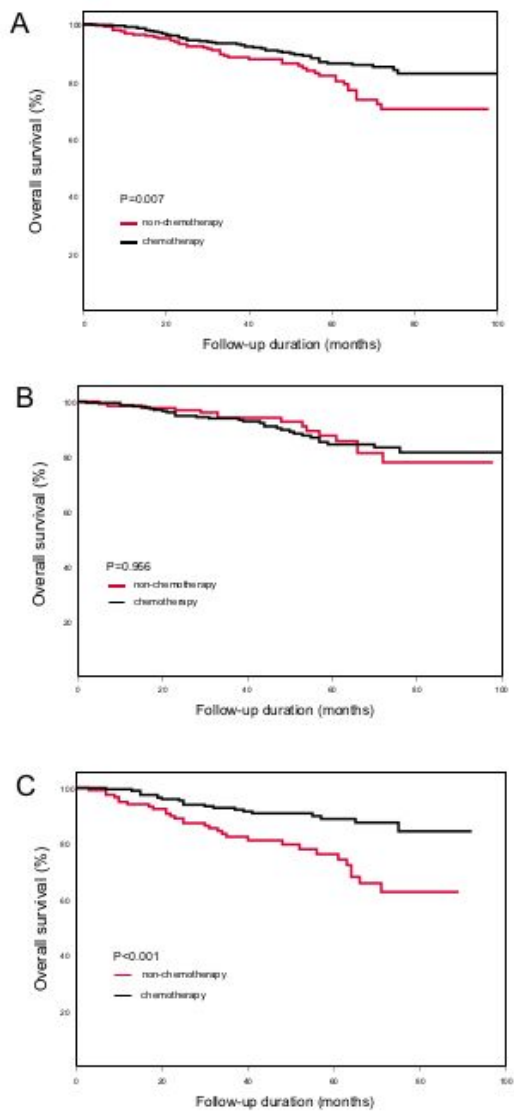 A
100
80
60
40
20
Overall survival (%)
P=0.007
non-chemotherapy
chemotherapy
0 20 40 60 80 100
Follow-up duration (months)
B
100
80
60
40
20
Overall survival (%)
P=0.956
non-chemotherapy
chemotherapy
0 20 40 60 80 100
Follow-up duration (months)
C
100
80
60
40
20
Overall survival (%)
P<0.001
non-chemotherapy
chemotherapy
0 20 40 60 80 100
Follow-up duration (months)